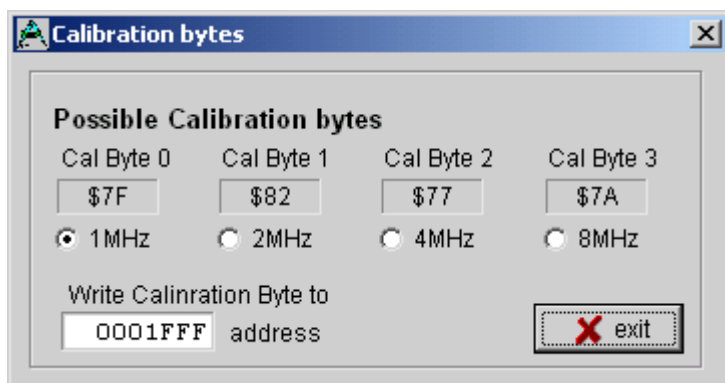 Calibration bytes
Possible Calibration bytes
Cal Byte 0 Cal Byte 1 Cal Byte 2 Cal Byte 3
$7F $82 $77 $7A
1MHz 2MHz 4MHz 8MHz
Write Calinration Byte to
0001FFF address
exit